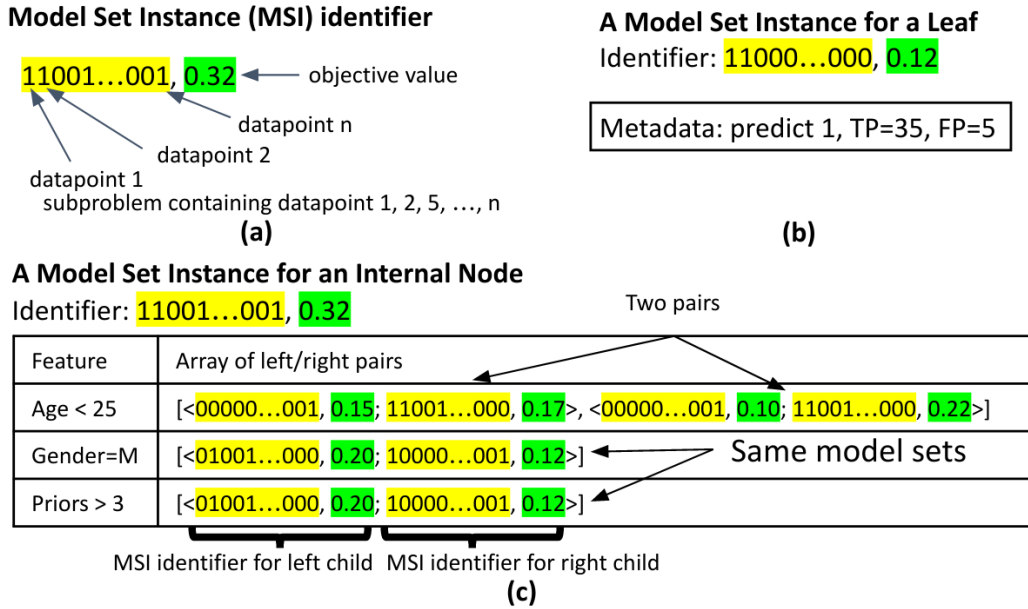 Model Set Instance (MSI) identifier
11001...001, 0.32
objective value
datapoint n
datapoint 2
datapoint 1
subproblem containing datapoint 1, 2, 5, ..., n
(a)
A Model Set Instance for a Leaf
Identifier: 11000...000, 0.12
Metadata: predict 1, TP=35, FP=5
(b)
A Model Set Instance for an Internal Node
Identifier: 11001...001, 0.32
Two pairs
Feature Array of left/right pairs
Age < 25 [<00000...001, 0.15; 11001...000, 0.17>, <00000...001, 0.10; 11001...000, 0.22>]
Gender=M [<01001...000, 0.20; 10000...001, 0.12>]
Same model sets
Priors > 3 [<01001...000, 0.20; 10000...001, 0.12>]
MSI identifier for left child MSI identifier for right child
(c)